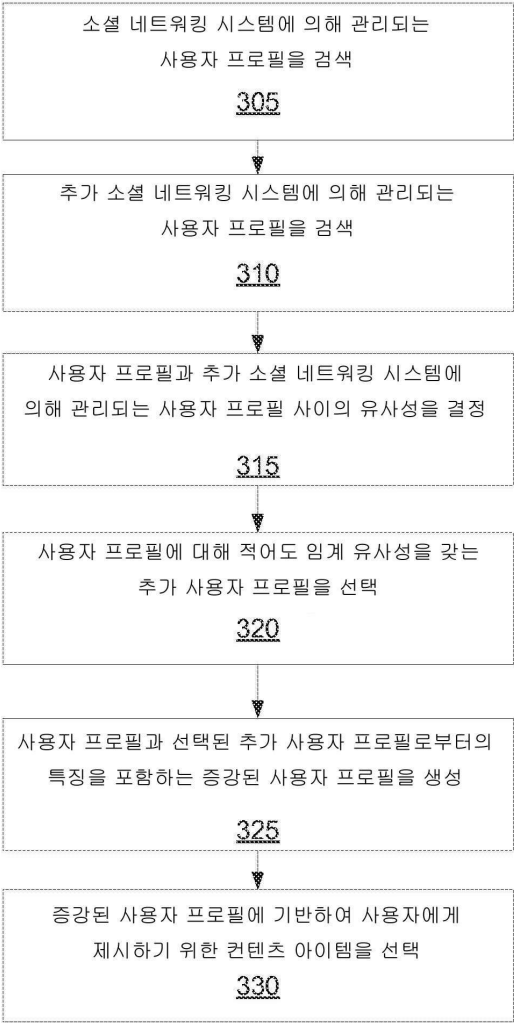 소셜 네트워킹 시스템에 의해 관리되는
사용자 프로필을 검색
305
추가 소셜 네트워킹 시스템에 의해 관리되는
사용자 프로필을 검색
310
사용자 프로필과 추가 소셜 네트워킹 시스템에
의해 관리되는 사용자 프로필 사이의 유사성을 결정
315
사용자 프로필에 대해 적어도 임계 유사성을 갖는
추가 사용자 프로필을 선택
320
사용자 프로필과 선택된 추가 사용자 프로필로부터의
특징을 포함하는 증강된 사용자 프로필을 생성
325
증강된 사용자 프로필에 기반하여 사용자에게
제시하기 위한 컨텐츠 아이템을 선택
330